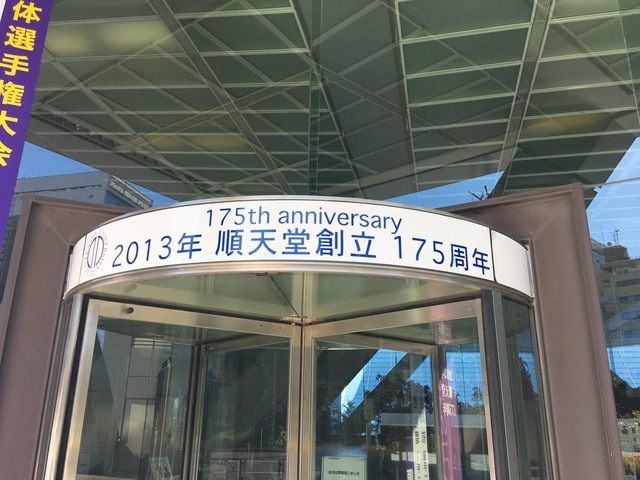 体選手権大会
175th anniversary
2013年 順天堂創立 175周年